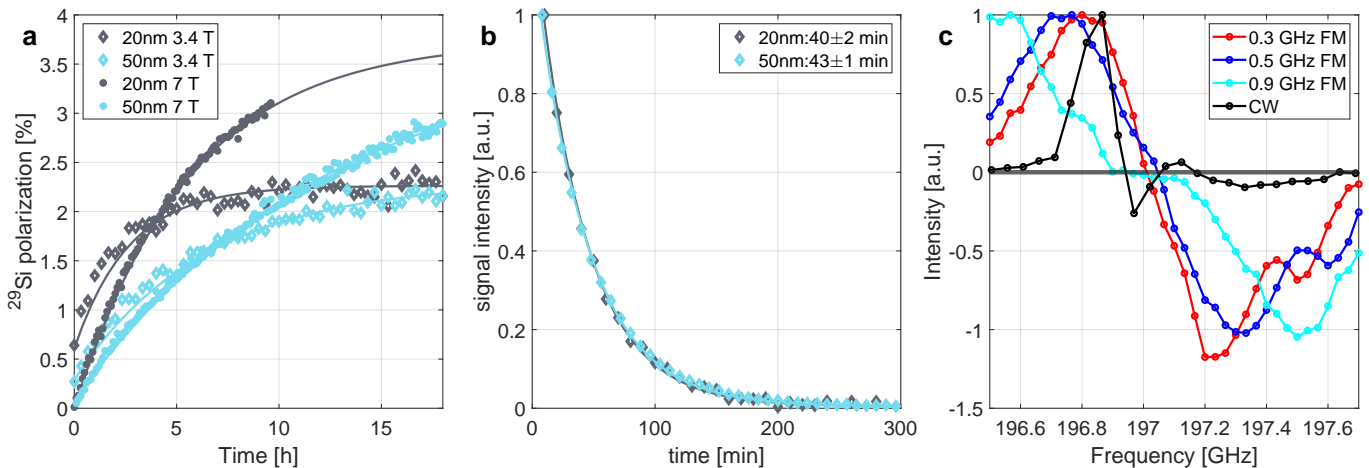 a
20nm 3.4 T
50nm 3.4 T
20nm 7 T
50nm 7 T
²⁹Si polarization [%]
4
3.5
3
2.5
2
1.5
1
0.5
0
0
5
10
15
Time [h]
b
20nm:40±2 min
50nm:43±1 min
signal intensity [a.u.]
1
0.8
0.6
0.4
0.2
0
0
100
200
300
time [min]
c
0.3 GHz FM
0.5 GHz FM
0.9 GHz FM
CW
Intensity [a.u.]
1
0.5
0
-0.5
-1
-1.5
196.6
196.8
197
197.2
197.4
197.6
Frequency [GHz]